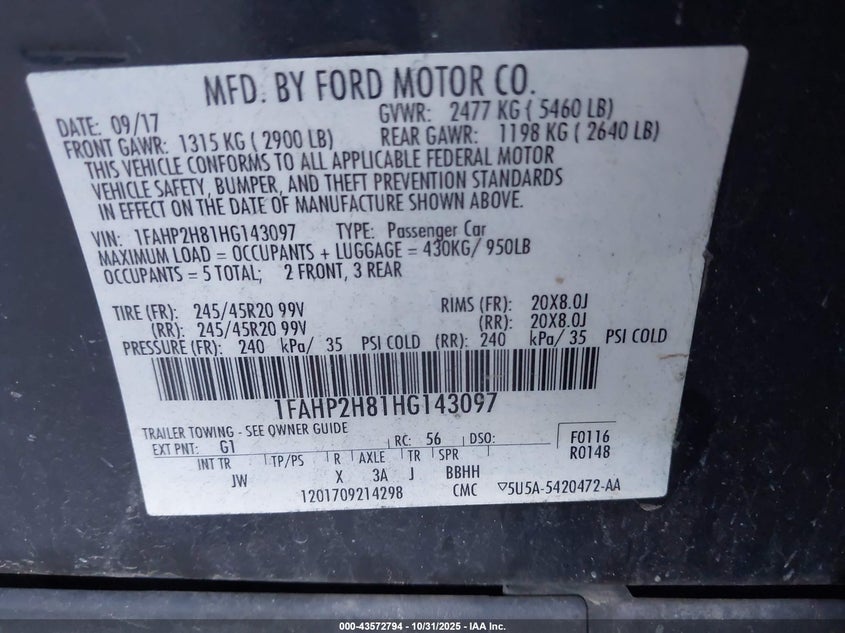 MFD. BY FORD MOTOR CO.
DATE: 09/17 GVWR: 2477 KG ( 5460 LB)
FRONT GAWR: 1315 KG ( 2900 LB) REAR GAWR: 1198 KG ( 2640 LB)
THIS VEHICLE CONFORMS TO ALL APPLICABLE FEDERAL MOTOR
VEHICLE SAFETY, BUMPER, AND THEFT PREVENTION STANDARDS
IN EFFECT ON THE DATE OF MANUFACTURE SHOWN ABOVE.
VIN: 1FAHP2H81HG143097 TYPE: Passenger Car
MAXIMUM LOAD = OCCUPANTS + LUGGAGE = 430KG/ 950LB
OCCUPANTS = 5 TOTAL; 2 FRONT, 3 REAR
TIRE (FR): 245/45R20 99V RIMS (FR): 20X8.0J
(RR): 245/45R20 99V (RR): 20X8.0J
PRESSURE (FR): 240 kPa/ 35 PSI COLD (RR): 240 kPa/ 35 PSI COLD
1FAHP2H81HG143097
TRAILER TOWING - SEE OWNER GUIDE
EXT PNT: G1 RC: 56 DSO: F0116
R0148
INT TR TP/PS R AXLE TR SPR
JW X 3A J BBHH
1201709214298 CMC ▽5U5A-5420472-AA
000-43572794 - 10/31/2025 - IAA Inc.